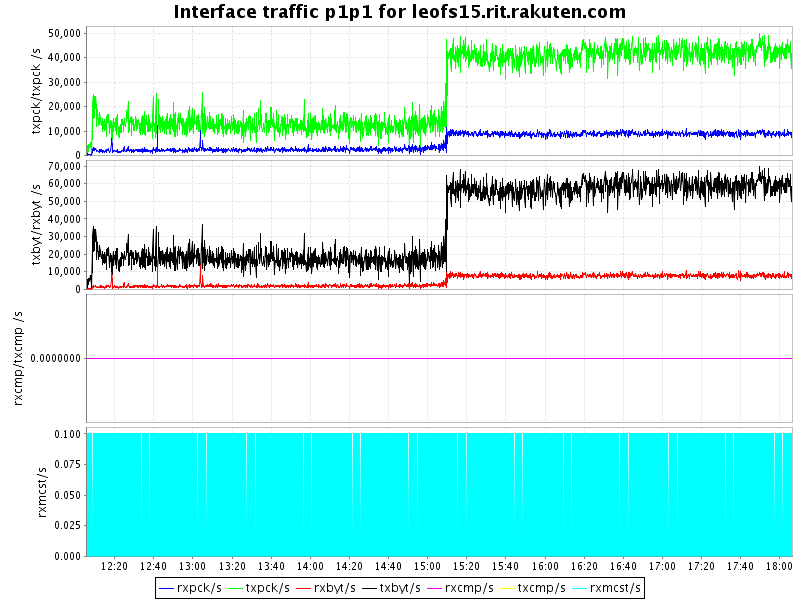 Interface traffic p1p1 for leofs15.rit.rakuten.com
txpck/txpck /s
50,000
40,000
30,000
20,000
10,000
0
txbyt/rxbyt /s
70,000
60,000
50,000
40,000
30,000
20,000
10,000
0
rxcmp/txcmp /s
0.0000000
rxmcst/s
0.100
0.075
0.050
0.025
0.000
12:20 12:40 13:00 13:20 13:40 14:00 14:20 14:40 15:00 15:20 15:40 16:00 16:20 16:40 17:00 17:20 17:40 18:00
rxpck/s txpck/s rxbyt/s txbyt/s rxcmp/s txcmp/s rxmcst/s